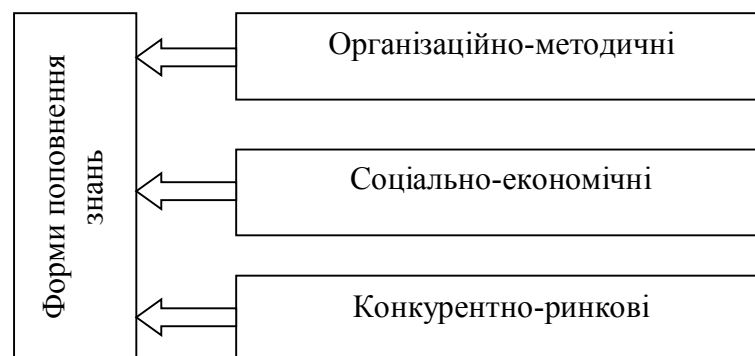 Форми поповнення
знань
Організаційно-методичні
Соціально-економічні
Конкурентно-ринкові